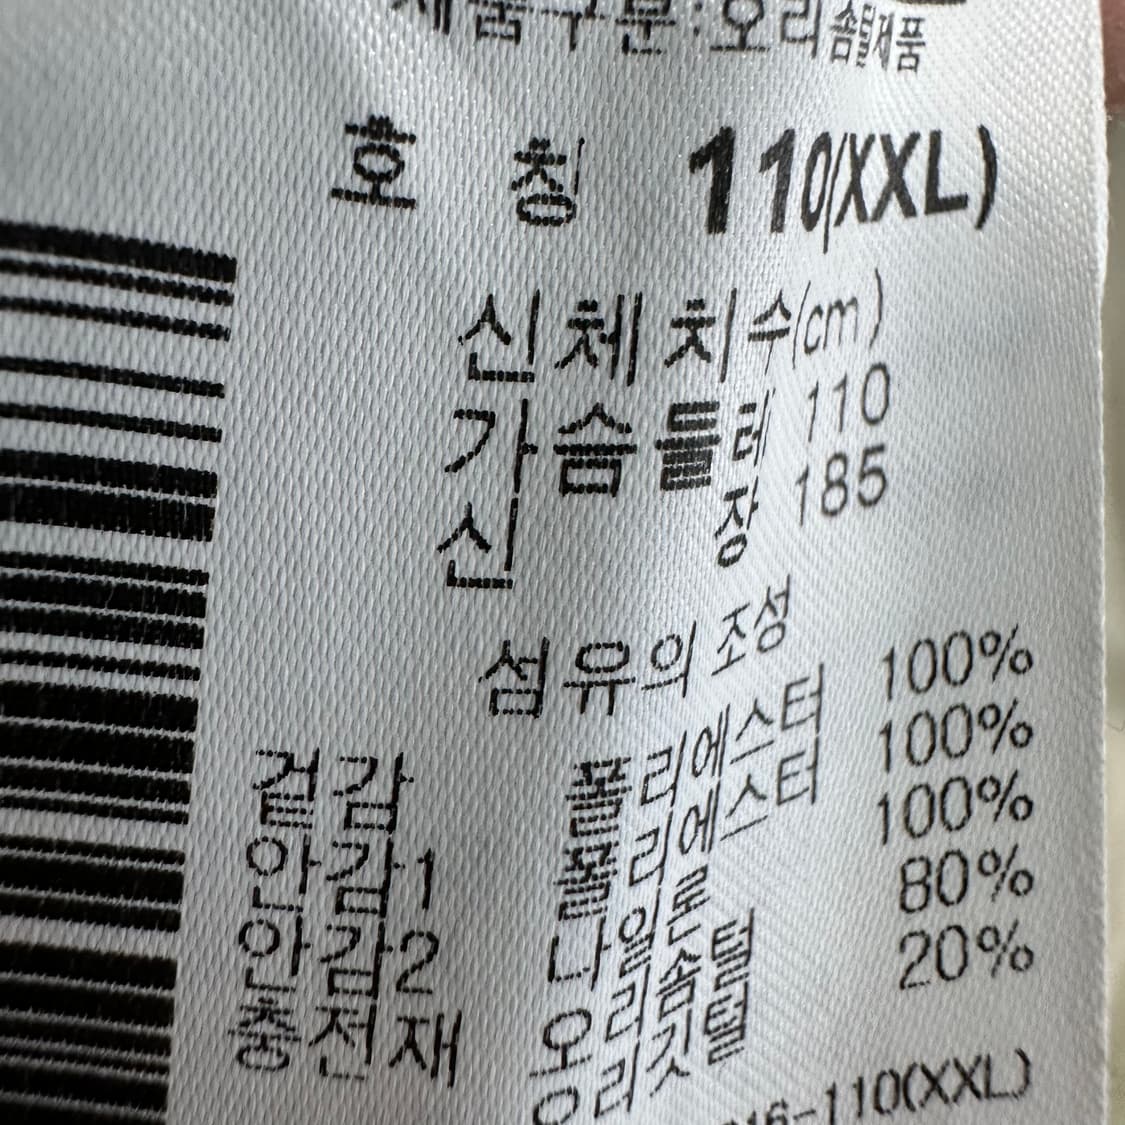 제품구분:오리솜털제품
호 칭 110(XXL)
신체치수(cm)
가슴둘레 110
신 장 185
섬유의 조성
겉감 폴리에스터 100%
안감1 폴리에스터 100%
안감2 나일론 100%
충전재 오리솜털 80%
오리깃털 20%
16-110(XXL)